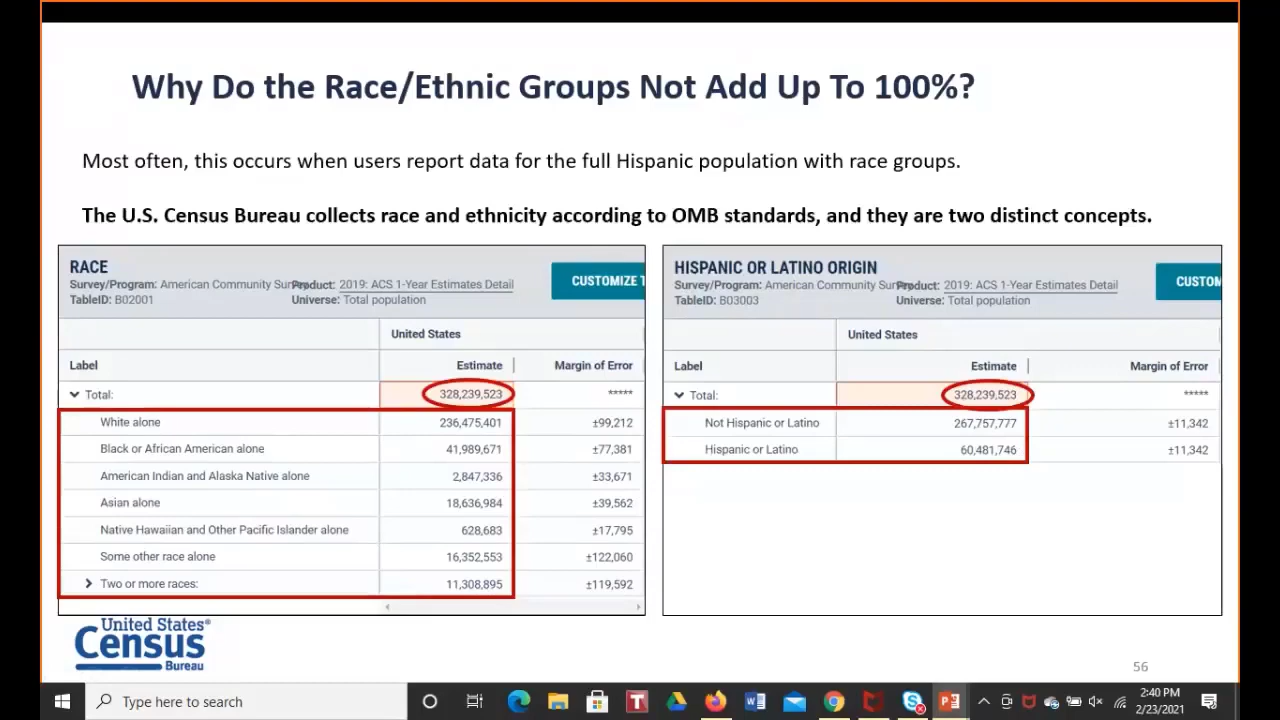 Why Do the Race/Ethnic Groups Not Add Up To 100%?
Most often, this occurs when users report data for the full Hispanic population with race groups.
The U.S. Census Bureau collects race and ethnicity according to OMB standards, and they are two distinct concepts.
RACE
CUSTOMIZE T
Survey/Program: American Community Survey Product: 2019: ACS 1-Year Estimates Detail
TableID: B02001 Universe: Total population
United States
Label Estimate Margin of Error
Total: 328,239,523 *****
White alone 236,475,401 ±99,212
Black or African American alone 41,989,671 ±77,381
American Indian and Alaska Native alone 2,847,336 ±33,671
Asian alone 18,636,984 ±39,562
Native Hawaiian and Other Pacific Islander alone 628,683 ±17,795
Some other race alone 16,352,553 ±122,060
Two or more races: 11,308,895 ±119,592
HISPANIC OR LATINO ORIGIN
CUSTOM
Survey/Program: American Community Survey Product: 2019: ACS 1-Year Estimates Detail
TableID: B03003 Universe: Total population
United States
Label Estimate Margin of Error
Total: 328,239,523 *****
Not Hispanic or Latino 267,757,777 ±11,342
Hispanic or Latino 60,481,746 ±11,342
United States®
Census
Bureau
56
Type here to search
2:40 PM
2/23/2021